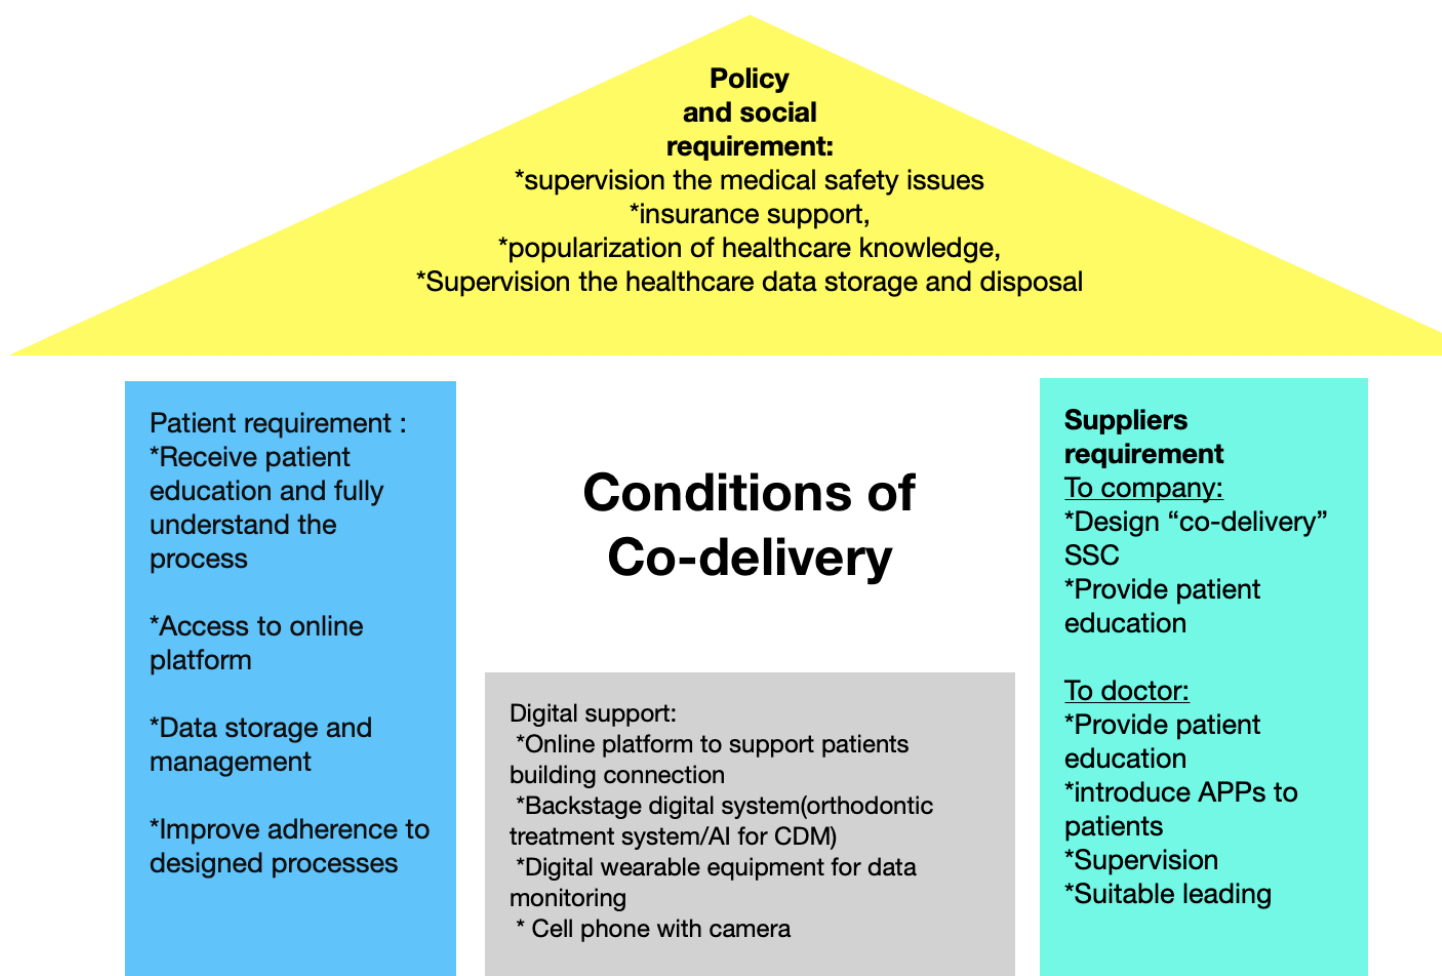 Policy
and social
requirement:
*supervision the medical safety issues
*insurance support,
*popularization of healthcare knowledge,
*Supervision the healthcare data storage and disposal
Patient requirement :
*Receive patient
education and fully
understand the
process
*Access to online
platform
*Data storage and
management
*Improve adherence to
designed processes
Conditions of
Co-delivery
Digital support:
*Online platform to support patients
building connection
*Backstage digital system(orthodontic
treatment system/AI for CDM)
*Digital wearable equipment for data
monitoring
* Cell phone with camera
Suppliers
requirement
To company:
*Design “co-delivery”
SSC
*Provide patient
education
To doctor:
*Provide patient
education
*introduce APPs to
patients
*Supervision
*Suitable leading